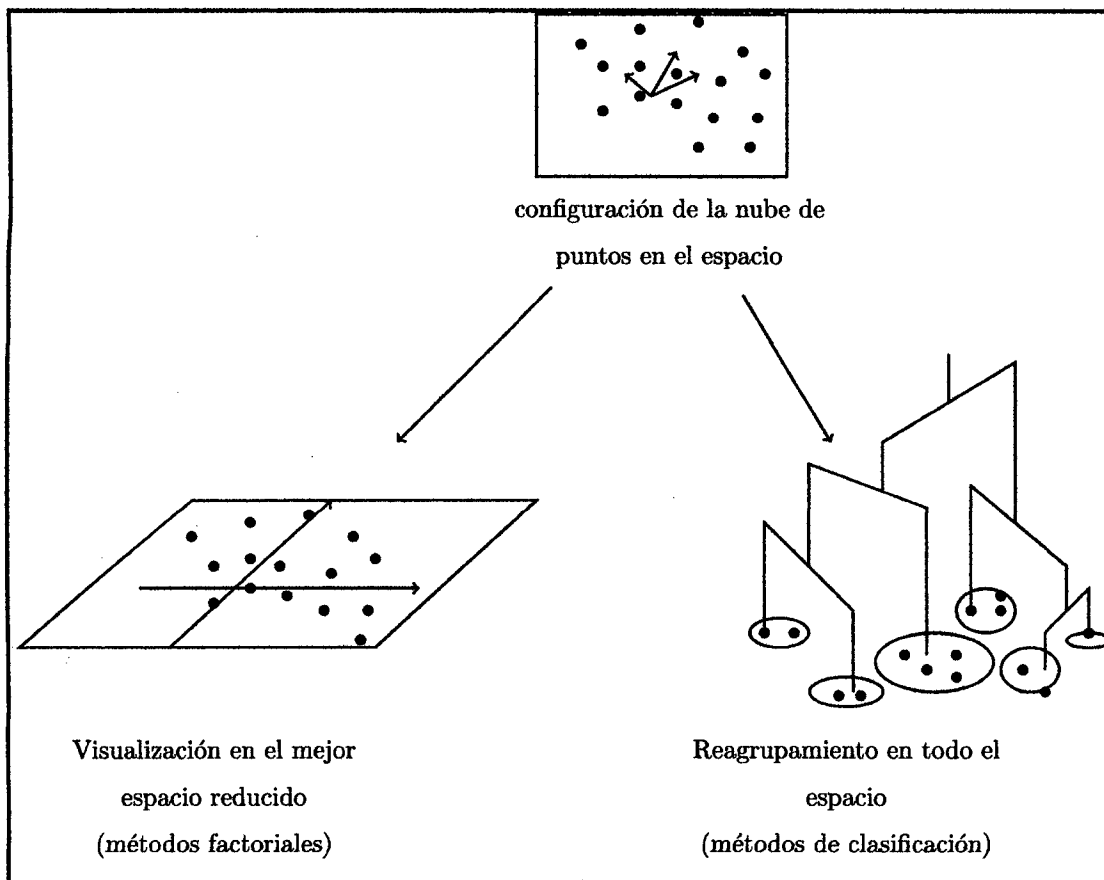 configuración de la nube de
puntos en el espacio
Visualización en el mejor
espacio reducido
(métodos factoriales)
Reagrupamiento en todo el
espacio
(métodos de clasificación)